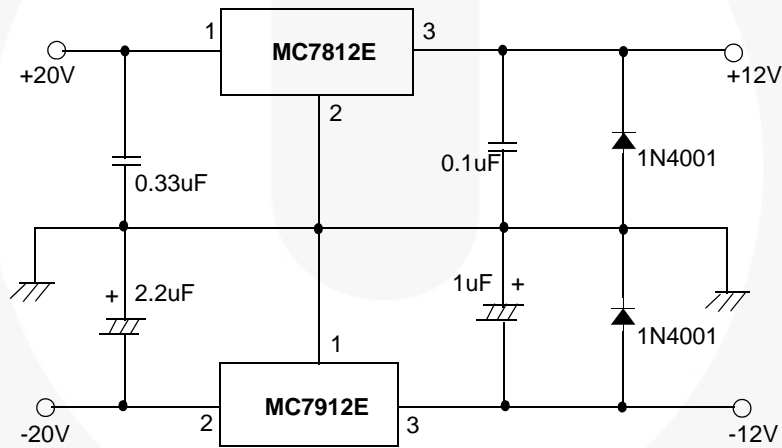 1
MC7812E
3
+20V
+12V
2
0.33uF
0.1uF
1N4001
+
2.2uF
1uF
+
1
1N4001
2
MC7912E
3
-20V
-12V